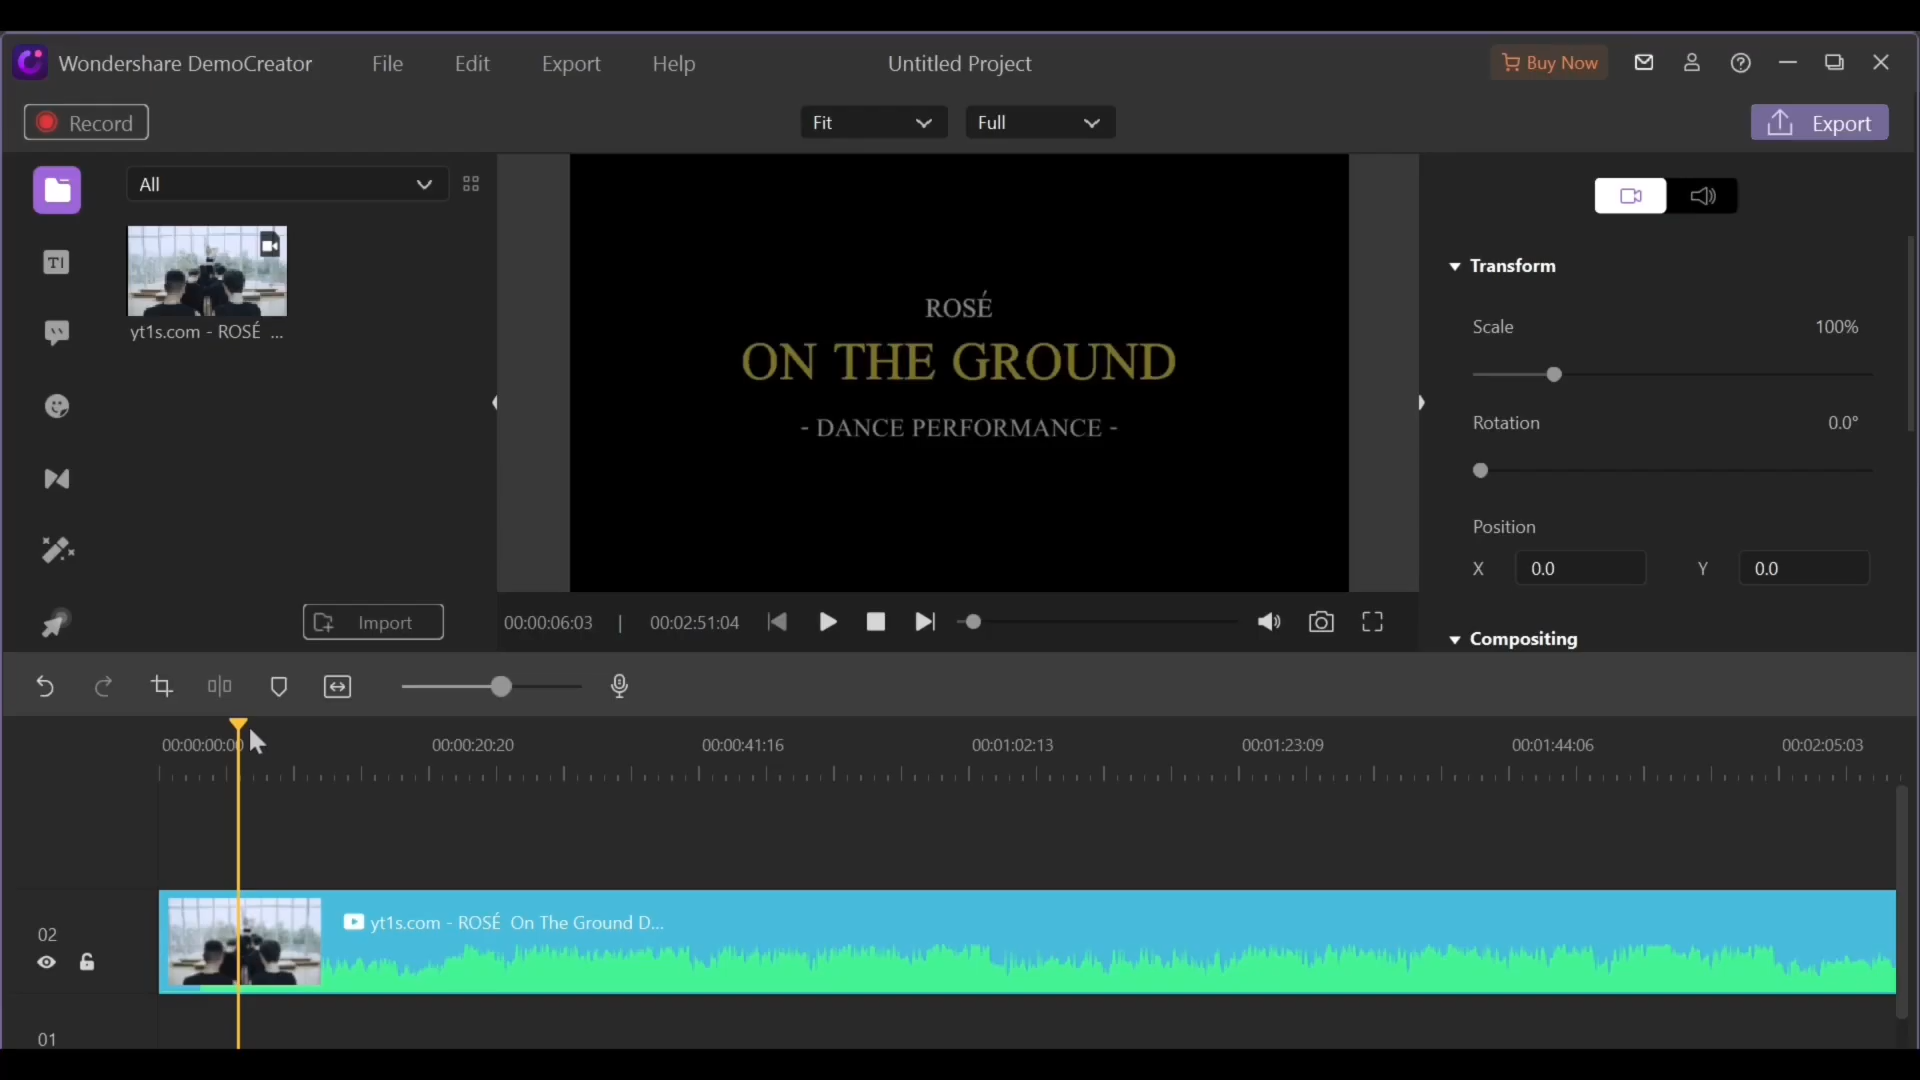 Wondershare DemoCreator File Edit Export Help Untitled Project Buy Now
Record Fit Full Export
All
yt1s.com - ROSÉ ...
ROSÉ
ON THE GROUND
- DANCE PERFORMANCE -
Transform
Scale 100%
Rotation 0.0°
Position
X 0.0 Y 0.0
Compositing
Import
00:00:06:03 | 00:02:51:04
00:00:00:00 00:00:20:20 00:00:41:16 00:01:02:13 00:01:23:09 00:01:44:06 00:02:05:03
02
yt1s.com - ROSÉ On The Ground D...
01